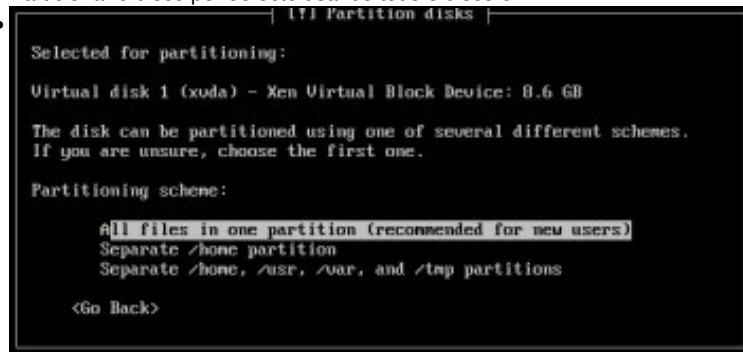 [!] Partition disks
Selected for partitioning:
Virtual disk 1 (xvda) - Xen Virtual Block Device: 8.6 GB
The disk can be partitioned using one of several different schemes.
If you are unsure, choose the first one.
Partitioning scheme:
All files in one partition (recommended for new users)
Separate /home partition
Separate /home, /usr, /var, and /tmp partitions
<Go Back>